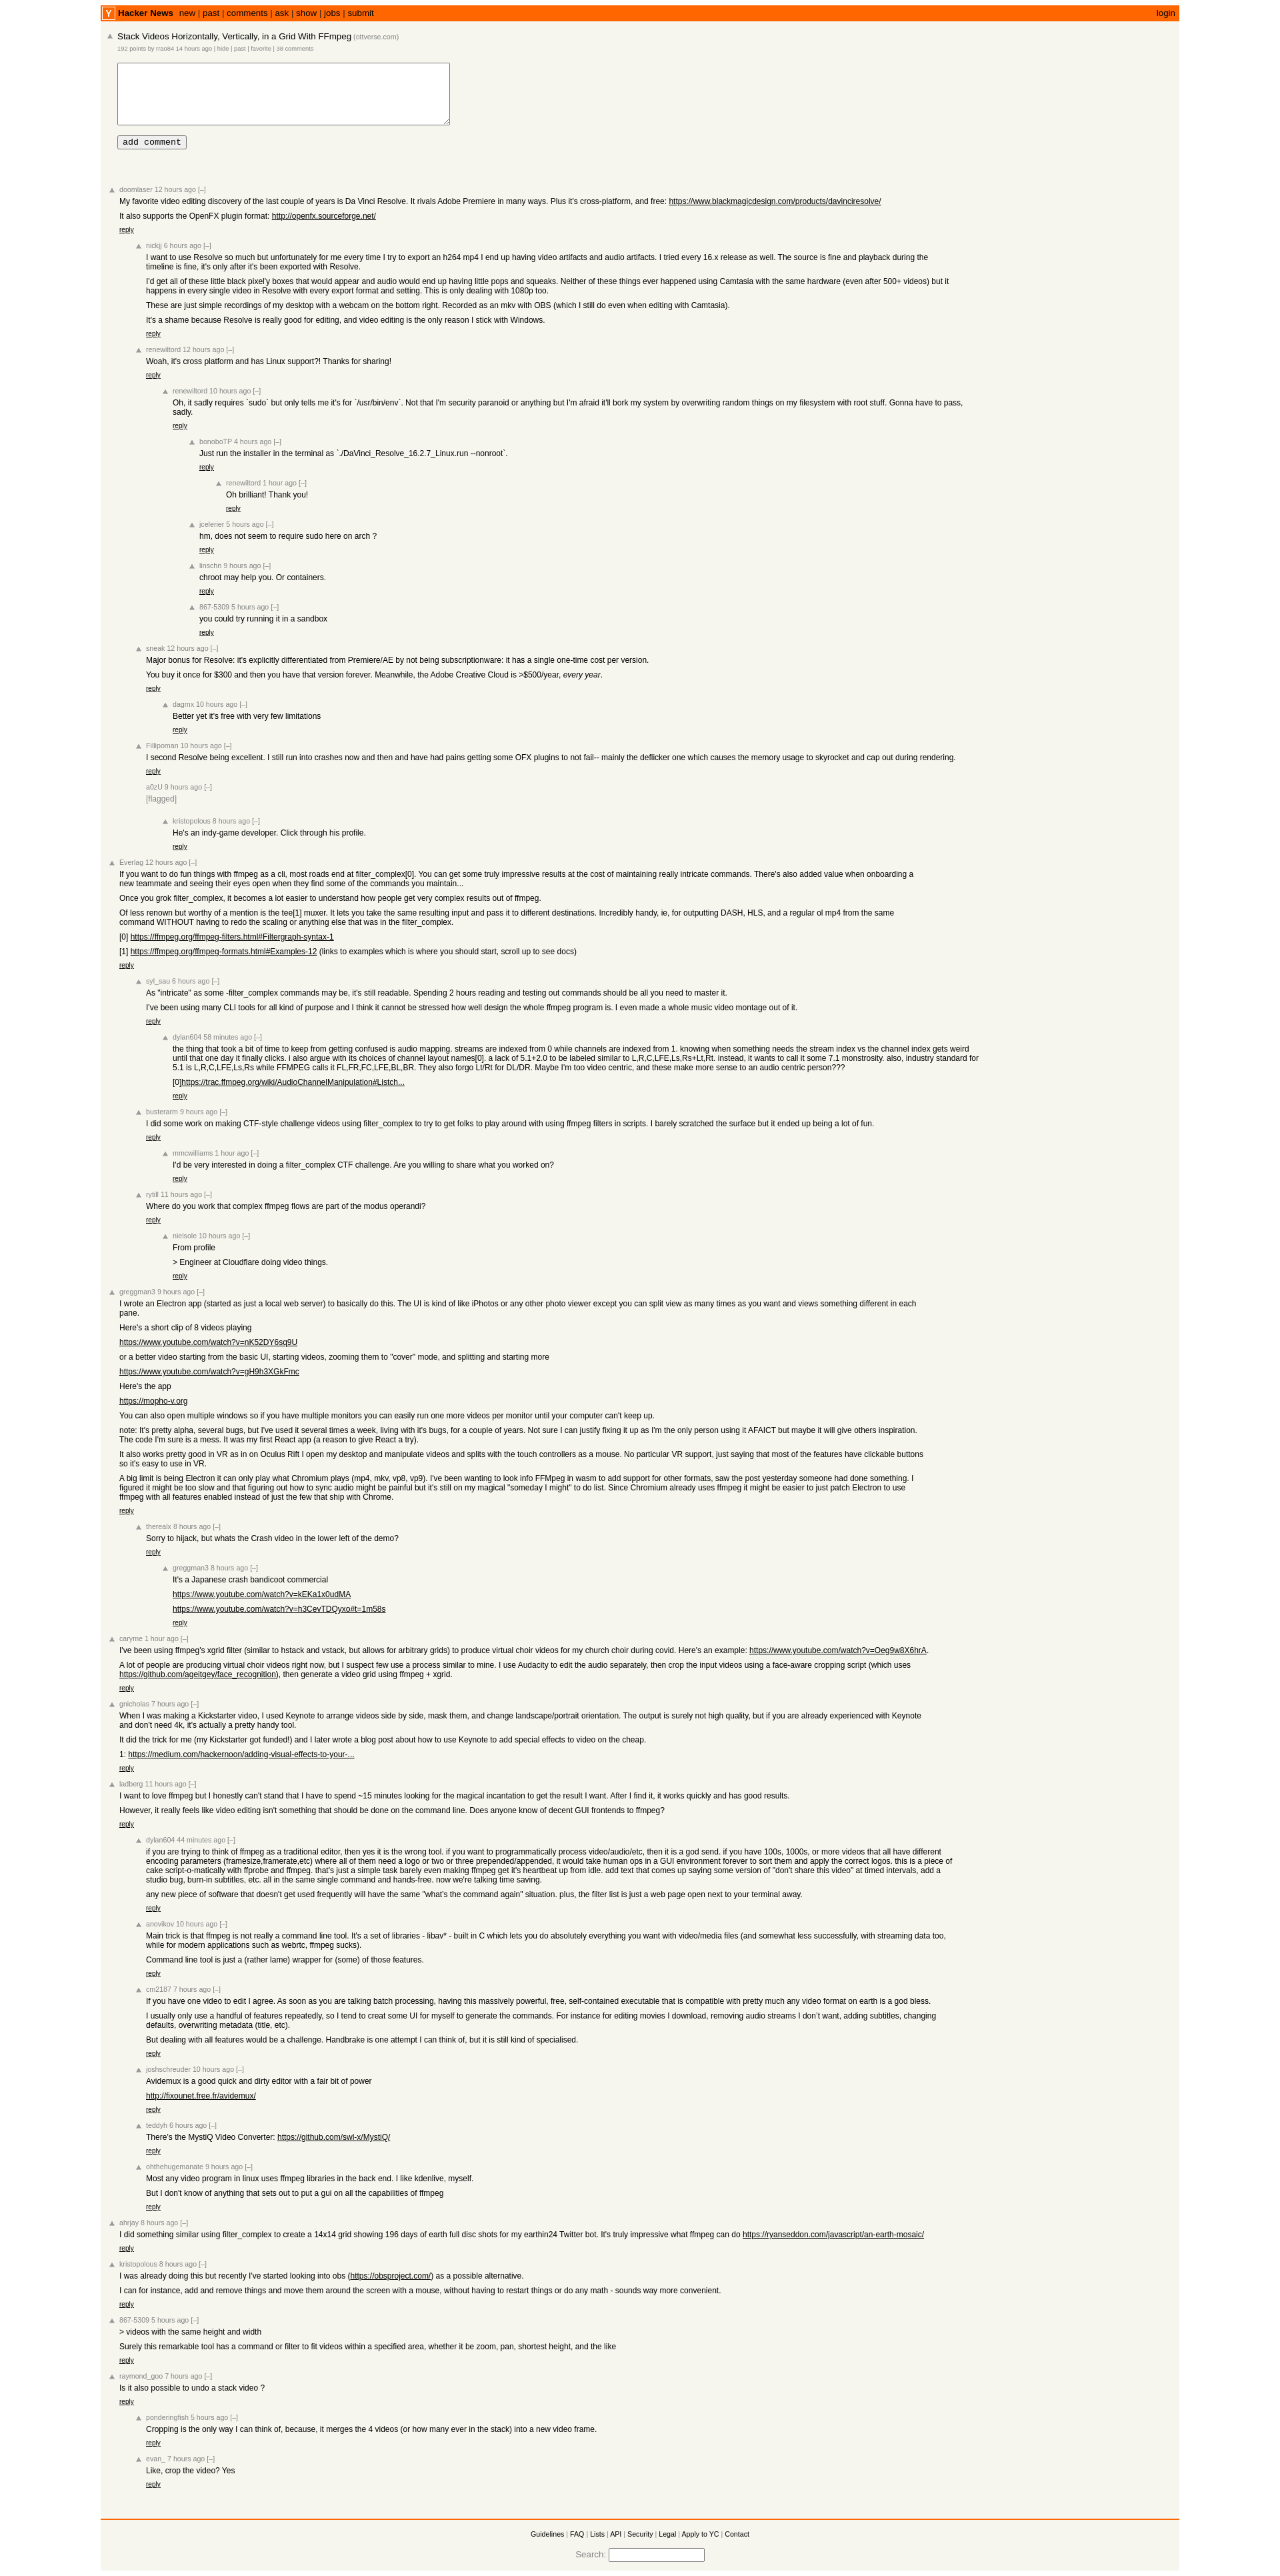 Y Hacker News new | past | comments | ask | show | jobs | submit login
Stack Videos Horizontally, Vertically, in a Grid With FFmpeg (ottverse.com)
192 points by rrao84 14 hours ago | hide | past | favorite | 38 comments
add comment
doomlaser 12 hours ago [–]
My favorite video editing discovery of the last couple of years is Da Vinci Resolve. It rivals Adobe Premiere in many ways. Plus it's cross-platform, and free: https://www.blackmagicdesign.com/products/davinciresolve/
It also supports the OpenFX plugin format: http://openfx.sourceforge.net/
reply
nickjj 6 hours ago [–]
I want to use Resolve so much but unfortunately for me every time I try to export an h264 mp4 I end up having video artifacts and audio artifacts. I tried every 16.x release as well. The source is fine and playback during the
timeline is fine, it's only after it's been exported with Resolve.
I'd get all of these little black pixel'y boxes that would appear and audio would end up having little pops and squeaks. Neither of these things ever happened using Camtasia with the same hardware (even after 500+ videos) but it
happens in every single video in Resolve with every export format and setting. This is only dealing with 1080p too.
These are just simple recordings of my desktop with a webcam on the bottom right. Recorded as an mkv with OBS (which I still do even when editing with Camtasia).
It's a shame because Resolve is really good for editing, and video editing is the only reason I stick with Windows.
reply
renewiltord 12 hours ago [–]
Woah, it's cross platform and has Linux support?! Thanks for sharing!
reply
renewiltord 10 hours ago [–]
Oh, it sadly requires `sudo` but only tells me it's for `/usr/bin/env`. Not that I'm security paranoid or anything but I'm afraid it'll bork my system by overwriting random things on my filesystem with root stuff. Gonna have to pass,
sadly.
reply
bonoboTP 4 hours ago [–]
Just run the installer in the terminal as `./DaVinci_Resolve_16.2.7_Linux.run --nonroot`.
reply
renewiltord 1 hour ago [–]
Oh brilliant! Thank you!
reply
jcelerier 5 hours ago [–]
hm, does not seem to require sudo here on arch ?
reply
linschn 9 hours ago [–]
chroot may help you. Or containers.
reply
867-5309 5 hours ago [–]
you could try running it in a sandbox
reply
sneak 12 hours ago [–]
Major bonus for Resolve: it's explicitly differentiated from Premiere/AE by not being subscriptionware: it has a single one-time cost per version.
You buy it once for $300 and then you have that version forever. Meanwhile, the Adobe Creative Cloud is >$500/year, every year.
reply
dagmx 10 hours ago [–]
Better yet it's free with very few limitations
reply
Fillipoman 10 hours ago [–]
I second Resolve being excellent. I still run into crashes now and then and have had pains getting some OFX plugins to not fail-- mainly the deflicker one which causes the memory usage to skyrocket and cap out during rendering.
reply
a0zU 9 hours ago [–]
[flagged]
kristopolous 8 hours ago [–]
He's an indy-game developer. Click through his profile.
reply
Everlag 12 hours ago [–]
If you want to do fun things with ffmpeg as a cli, most roads end at filter_complex[0]. You can get some truly impressive results at the cost of maintaining really intricate commands. There's also added value when onboarding a
new teammate and seeing their eyes open when they find some of the commands you maintain...
Once you grok filter_complex, it becomes a lot easier to understand how people get very complex results out of ffmpeg.
Of less renown but worthy of a mention is the tee[1] muxer. It lets you take the same resulting input and pass it to different destinations. Incredibly handy, ie, for outputting DASH, HLS, and a regular ol mp4 from the same
command WITHOUT having to redo the scaling or anything else that was in the filter_complex.
[0] https://ffmpeg.org/ffmpeg-filters.html#Filtergraph-syntax-1
[1] https://ffmpeg.org/ffmpeg-formats.html#Examples-12 (links to examples which is where you should start, scroll up to see docs)
reply
syl_sau 6 hours ago [–]
As "intricate" as some -filter_complex commands may be, it's still readable. Spending 2 hours reading and testing out commands should be all you need to master it.
I've been using many CLI tools for all kind of purpose and I think it cannot be stressed how well design the whole ffmpeg program is. I even made a whole music video montage out of it.
reply
dylan604 58 minutes ago [–]
the thing that took a bit of time to keep from getting confused is audio mapping. streams are indexed from 0 while channels are indexed from 1. knowing when something needs the stream index vs the channel index gets weird
until that one day it finally clicks. i also argue with its choices of channel layout names[0]. a lack of 5.1+2.0 to be labeled similar to L,R,C,LFE,Ls,Rs+Lt,Rt. instead, it wants to call it some 7.1 monstrosity. also, industry standard for
5.1 is L,R,C,LFE,Ls,Rs while FFMPEG calls it FL,FR,FC,LFE,BL,BR. They also forgo Lt/Rt for DL/DR. Maybe I'm too video centric, and these make more sense to an audio centric person???
[0]https://trac.ffmpeg.org/wiki/AudioChannelManipulation#Listch...
reply
busterarm 9 hours ago [–]
I did some work on making CTF-style challenge videos using filter_complex to try to get folks to play around with using ffmpeg filters in scripts. I barely scratched the surface but it ended up being a lot of fun.
reply
mmcwilliams 1 hour ago [–]
I'd be very interested in doing a filter_complex CTF challenge. Are you willing to share what you worked on?
reply
rytill 11 hours ago [–]
Where do you work that complex ffmpeg flows are part of the modus operandi?
reply
nielsole 10 hours ago [–]
From profile
> Engineer at Cloudflare doing video things.
reply
greggman3 9 hours ago [–]
I wrote an Electron app (started as just a local web server) to basically do this. The UI is kind of like iPhotos or any other photo viewer except you can split view as many times as you want and views something different in each
pane.
Here's a short clip of 8 videos playing
https://www.youtube.com/watch?v=nK52DY6sq9U
or a better video starting from the basic UI, starting videos, zooming them to "cover" mode, and splitting and starting more
https://www.youtube.com/watch?v=gH9h3XGkFmc
Here's the app
https://mopho-v.org
You can also open multiple windows so if you have multiple monitors you can easily run one more videos per monitor until your computer can't keep up.
note: It's pretty alpha, several bugs, but I've used it several times a week, living with it's bugs, for a couple of years. Not sure I can justify fixing it up as I'm the only person using it AFAICT but maybe it will give others inspiration.
The code I'm sure is a mess. It was my first React app (a reason to give React a try).
It also works pretty good in VR as in on Oculus Rift I open my desktop and manipulate videos and splits with the touch controllers as a mouse. No particular VR support, just saying that most of the features have clickable buttons
so it's easy to use in VR.
A big limit is being Electron it can only play what Chromium plays (mp4, mkv, vp8, vp9). I've been wanting to look info FFMpeg in wasm to add support for other formats, saw the post yesterday someone had done something. I
figured it might be too slow and that figuring out how to sync audio might be painful but it's still on my magical "someday I might" to do list. Since Chromium already uses ffmpeg it might be easier to just patch Electron to use
ffmpeg with all features enabled instead of just the few that ship with Chrome.
reply
therealx 8 hours ago [–]
Sorry to hijack, but whats the Crash video in the lower left of the demo?
reply
greggman3 8 hours ago [–]
It's a Japanese crash bandicoot commercial
https://www.youtube.com/watch?v=kEKa1x0udMA
https://www.youtube.com/watch?v=h3CevTDQyxo#t=1m58s
reply
caryme 1 hour ago [–]
I've been using ffmpeg's xgrid filter (similar to hstack and vstack, but allows for arbitrary grids) to produce virtual choir videos for my church choir during covid. Here's an example: https://www.youtube.com/watch?v=Oeg9w8X6hrA.
A lot of people are producing virtual choir videos right now, but I suspect few use a process similar to mine. I use Audacity to edit the audio separately, then crop the input videos using a face-aware cropping script (which uses
https://github.com/ageitgey/face_recognition), then generate a video grid using ffmpeg + xgrid.
reply
gnicholas 7 hours ago [–]
When I was making a Kickstarter video, I used Keynote to arrange videos side by side, mask them, and change landscape/portrait orientation. The output is surely not high quality, but if you are already experienced with Keynote
and don't need 4k, it's actually a pretty handy tool.
It did the trick for me (my Kickstarter got funded!) and I later wrote a blog post about how to use Keynote to add special effects to video on the cheap.
1: https://medium.com/hackernoon/adding-visual-effects-to-your-...
reply
ladberg 11 hours ago [–]
I want to love ffmpeg but I honestly can't stand that I have to spend ~15 minutes looking for the magical incantation to get the result I want. After I find it, it works quickly and has good results.
However, it really feels like video editing isn't something that should be done on the command line. Does anyone know of decent GUI frontends to ffmpeg?
reply
dylan604 44 minutes ago [–]
if you are trying to think of ffmpeg as a traditional editor, then yes it it is the wrong tool. if you want to programmatically process video/audio/etc, then it is a god send. if you have 100s, 1000s, or more videos that all have different
encoding parameters (framesize,framerate,etc) where all of them need a logo or two or three prepended/appended, it would take human ops in a GUI environment forever to sort them and apply the correct logos. this is a piece of
cake script-o-matically with ffprobe and ffmpeg. that's just a simple task barely even making ffmpeg get it's heartbeat up from idle. add text that comes up saying some version of "don't share this video" at timed intervals, add a
studio bug, burn-in subtitles, etc. all in the same single command and hands-free. now we're talking time saving.
any new piece of software that doesn't get used frequently will have the same "what's the command again" situation. plus, the filter list is just a web page open next to your terminal away.
reply
anovikov 10 hours ago [–]
Main trick is that ffmpeg is not really a command line tool. It's a set of libraries - libav* - built in C which lets you do absolutely everything you want with video/media files (and somewhat less successfully, with streaming data too,
while for modern applications such as webrtc, ffmpeg sucks).
Command line tool is just a (rather lame) wrapper for (some) of those features.
reply
cm2187 7 hours ago [–]
If you have one video to edit I agree. As soon as you are talking batch processing, having this massively powerful, free, self-contained executable that is compatible with pretty much any video format on earth is a god bless.
I usually only use a handful of features repeatedly, so I tend to creat some UI for myself to generate the commands. For instance for editing movies I download, removing audio streams I don't want, adding subtitles, changing
defaults, overwriting metadata (title, etc).
But dealing with all features would be a challenge. Handbrake is one attempt I can think of, but it is still kind of specialised.
reply
joshschreuder 10 hours ago [–]
Avidemux is a good quick and dirty editor with a fair bit of power
http://fixounet.free.fr/avidemux/
reply
teddyh 6 hours ago [–]
There's the MystiQ Video Converter: https://github.com/swl-x/MystiQ/
reply
ohthehugemanate 9 hours ago [–]
Most any video program in linux uses ffmpeg libraries in the back end. I like kdenlive, myself.
But I don't know of anything that sets out to put a gui on all the capabilities of ffmpeg
reply
ahrjay 8 hours ago [–]
I did something similar using filter_complex to create a 14x14 grid showing 196 days of earth full disc shots for my earthin24 Twitter bot. It's truly impressive what ffmpeg can do https://ryanseddon.com/javascript/an-earth-mosaic/
reply
kristopolous 8 hours ago [–]
I was already doing this but recently I've started looking into obs (https://obsproject.com/) as a possible alternative.
I can for instance, add and remove things and move them around the screen with a mouse, without having to restart things or do any math - sounds way more convenient.
reply
867-5309 5 hours ago [–]
> videos with the same height and width
Surely this remarkable tool has a command or filter to fit videos within a specified area, whether it be zoom, pan, shortest height, and the like
reply
raymond_goo 7 hours ago [–]
Is it also possible to undo a stack video ?
reply
ponderingfish 5 hours ago [–]
Cropping is the only way I can think of, because, it merges the 4 videos (or how many ever in the stack) into a new video frame.
reply
evan_ 7 hours ago [–]
Like, crop the video? Yes
reply
Guidelines | FAQ | Lists | API | Security | Legal | Apply to YC | Contact
Search: